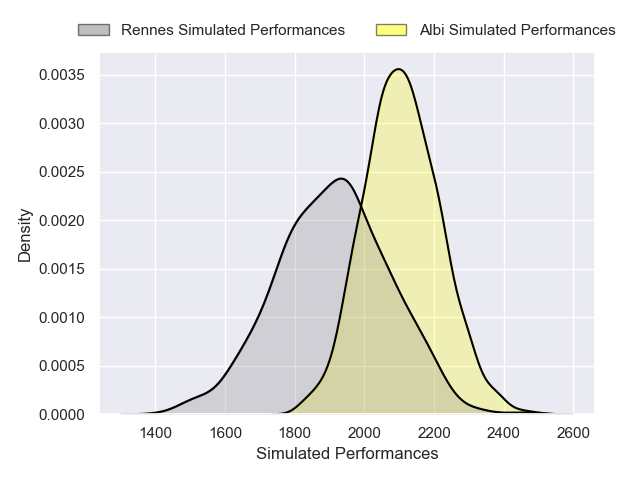 Rennes Simulated Performances Albi Simulated Performances
0.0035
0.0030
0.0025
0.0020
0.0015
0.0010
0.0005
0.0000
Density
1400 1600 1800 2000 2200 2400 2600
Simulated Performances